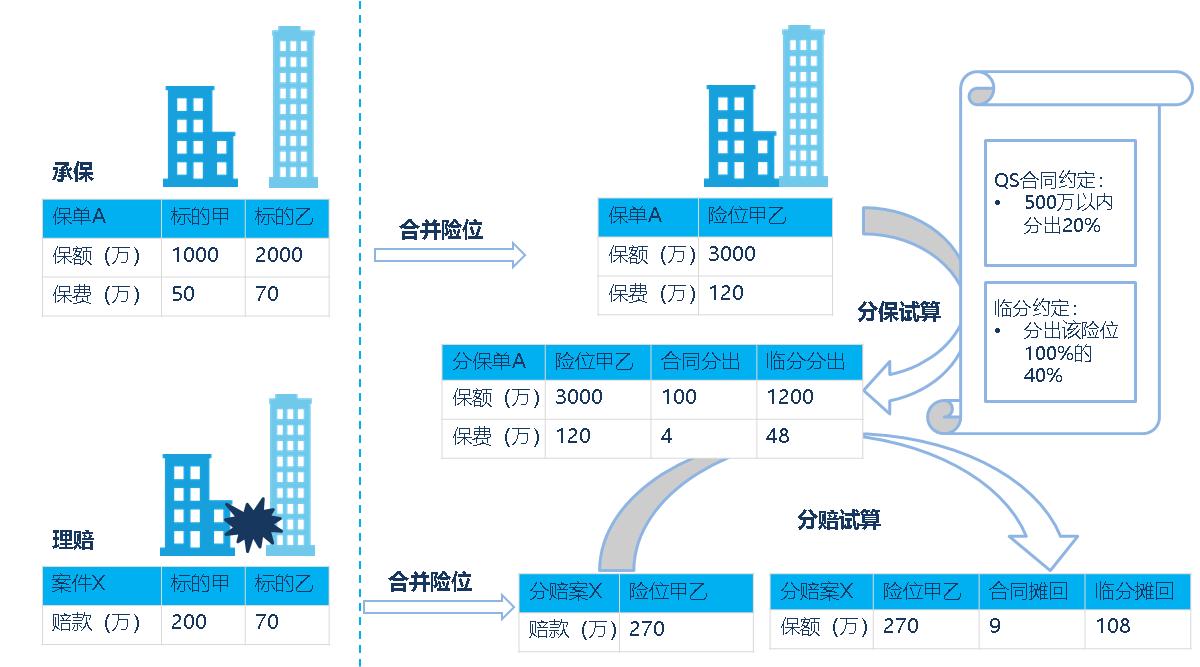 承保
保单A 标的甲 标的乙
保额（万） 1000 2000
保费（万） 50 70
合并险位
保单A 险位甲乙
保额（万） 3000
保费（万） 120
QS合同约定：
• 500万以内
分出20%
临分约定：
• 分出该险位
100%的
40%
分保试算
分保单A 险位甲乙 合同分出 临分分出
保额（万） 3000 100 1200
保费（万） 120 4 48
理赔
案件X 标的甲 标的乙
赔款（万） 200 70
合并险位
分赔试算
分赔案X 险位甲乙
赔款（万） 270
分赔案X 险位甲乙 合同摊回 临分摊回
保额（万） 270 9 108